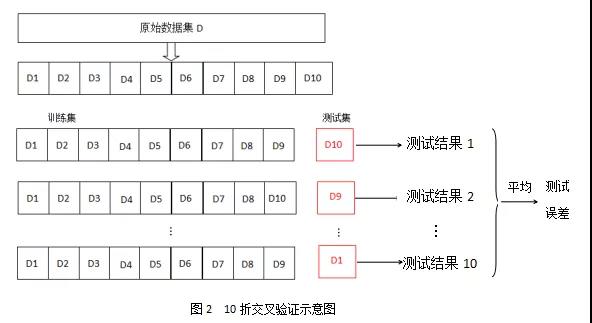 原始数据集 D
D1 D2 D3 D4 D5 D6 D7 D8 D9 D10
训练集 测试集
D1 D2 D3 D4 D5 D6 D7 D8 D9 D10 测试结果 1
D1 D2 D3 D4 D5 D6 D7 D8 D10 D9 测试结果 2
平均 测试
误差
⋮ ⋮ ⋮
D1 D2 D3 D4 D5 D6 D7 D8 D9 D1 测试结果 10
图 2 10 折交叉验证示意图